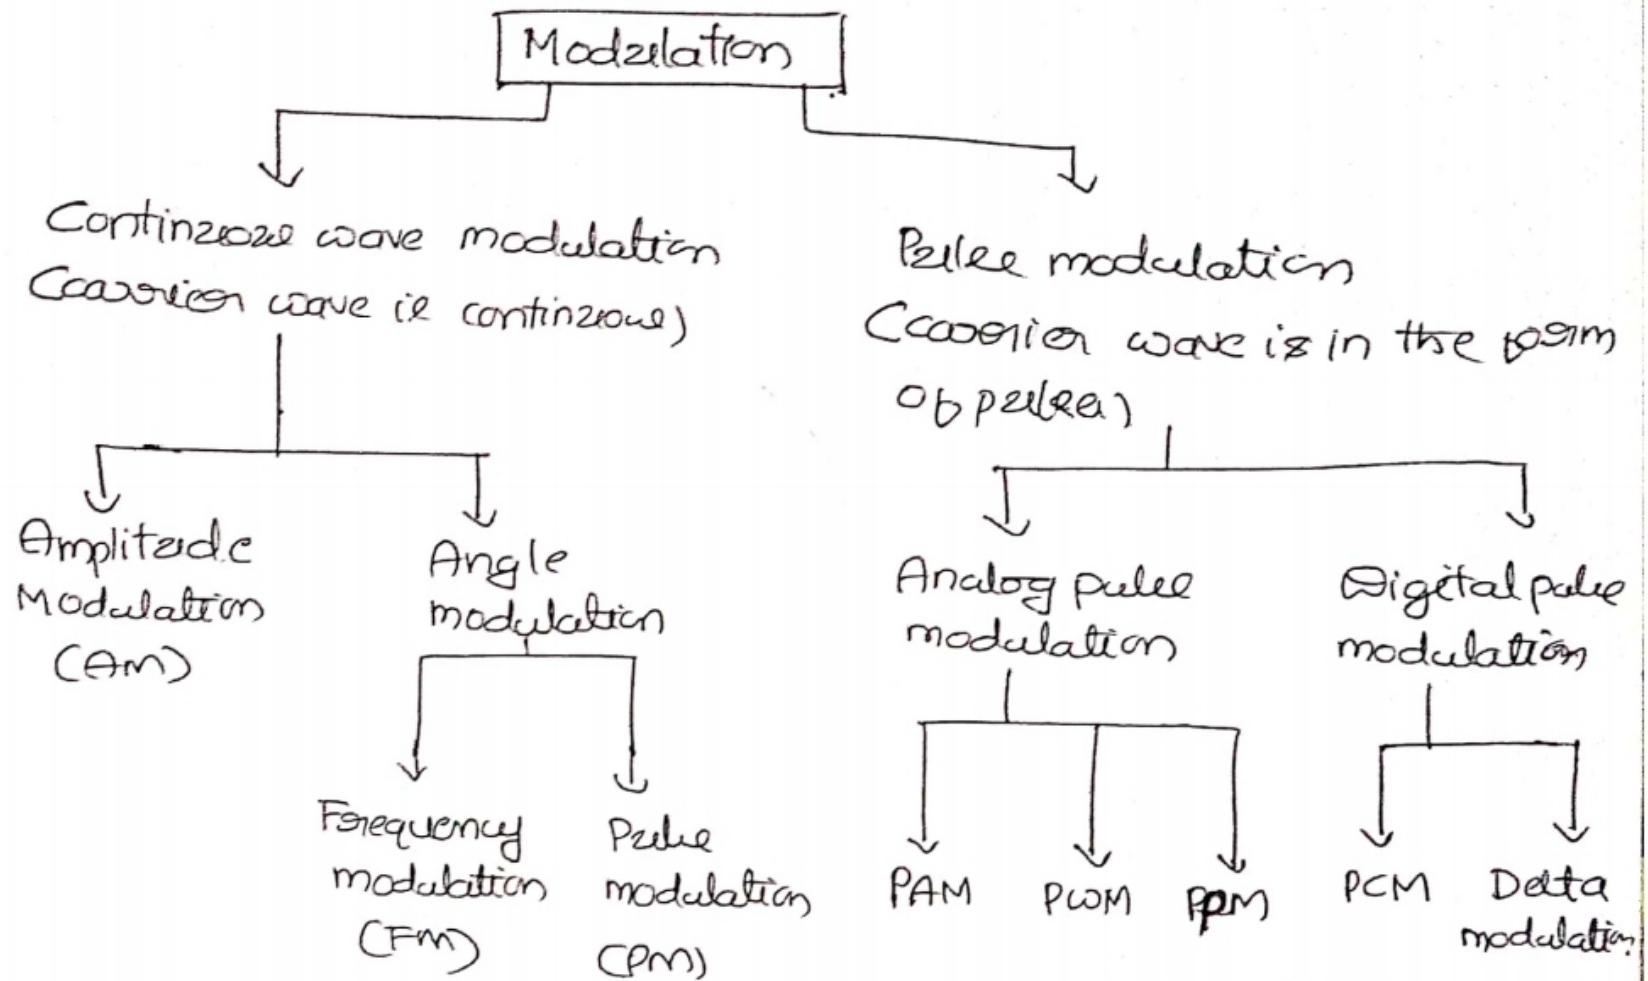 Modulation
Continuous wave modulation
(carrier wave is continuous)
Pulse modulation
(carrier wave is in the form
of pulses)
Amplitude
Modulation
(AM)
Angle
modulation
Analog pulse
modulation
Digital pulse
modulation
Frequency
modulation
(FM)
Pulse
modulation
(PM)
PAM
PWM
PPM
PCM
Delta
modulation